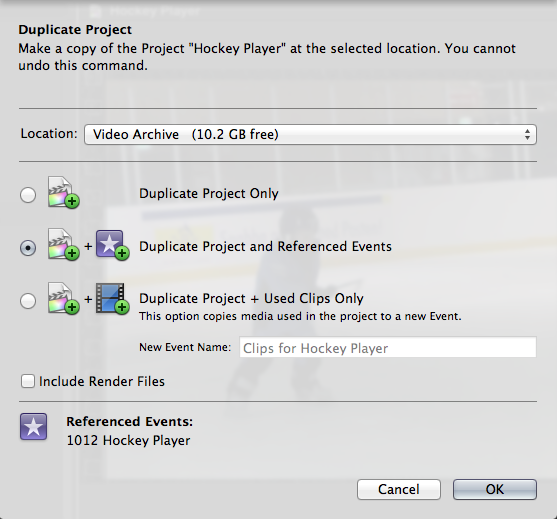 Duplicate Project
Make a copy of the Project "Hockey Player" at the selected location. You cannot
undo this command.
Location: Video Archive (10.2 GB free)
Duplicate Project Only
+ Duplicate Project and Referenced Events
+ Duplicate Project + Used Clips Only
This option copies media used in the project to a new Event.
New Event Name: Clips for Hockey Player
Include Render Files
Referenced Events:
1012 Hockey Player
Cancel OK